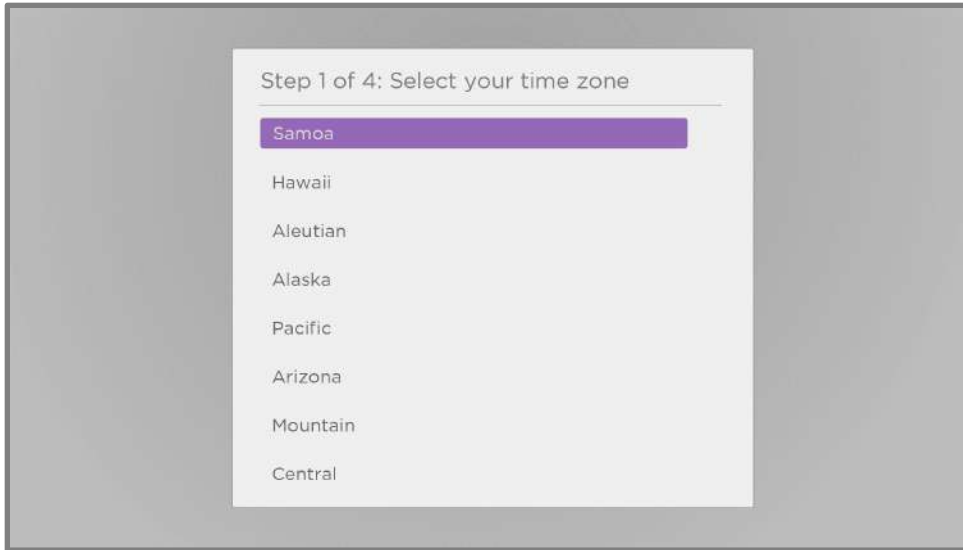 Step 1 of 4: Select your time zone
Samoa
Hawaii
Aleutian
Alaska
Pacific
Arizona
Mountain
Central